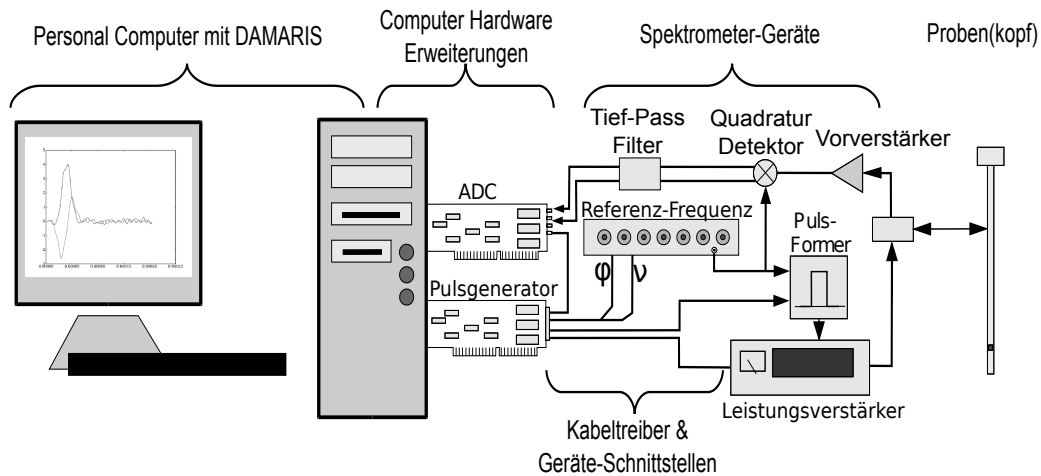 Personal Computer mit DAMARIS
Computer Hardware
Erweiterungen
Spektrometer-Geräte
Proben(kopf)
Tief-Pass
Filter
Quadratur
Detektor
Vorverstärker
ADC
Referenz-Frequenz
Puls-
Former
φ
ν
Pulsgenerator
Leistungsverstärker
Kabeltreiber &
Geräte-Schnittstellen